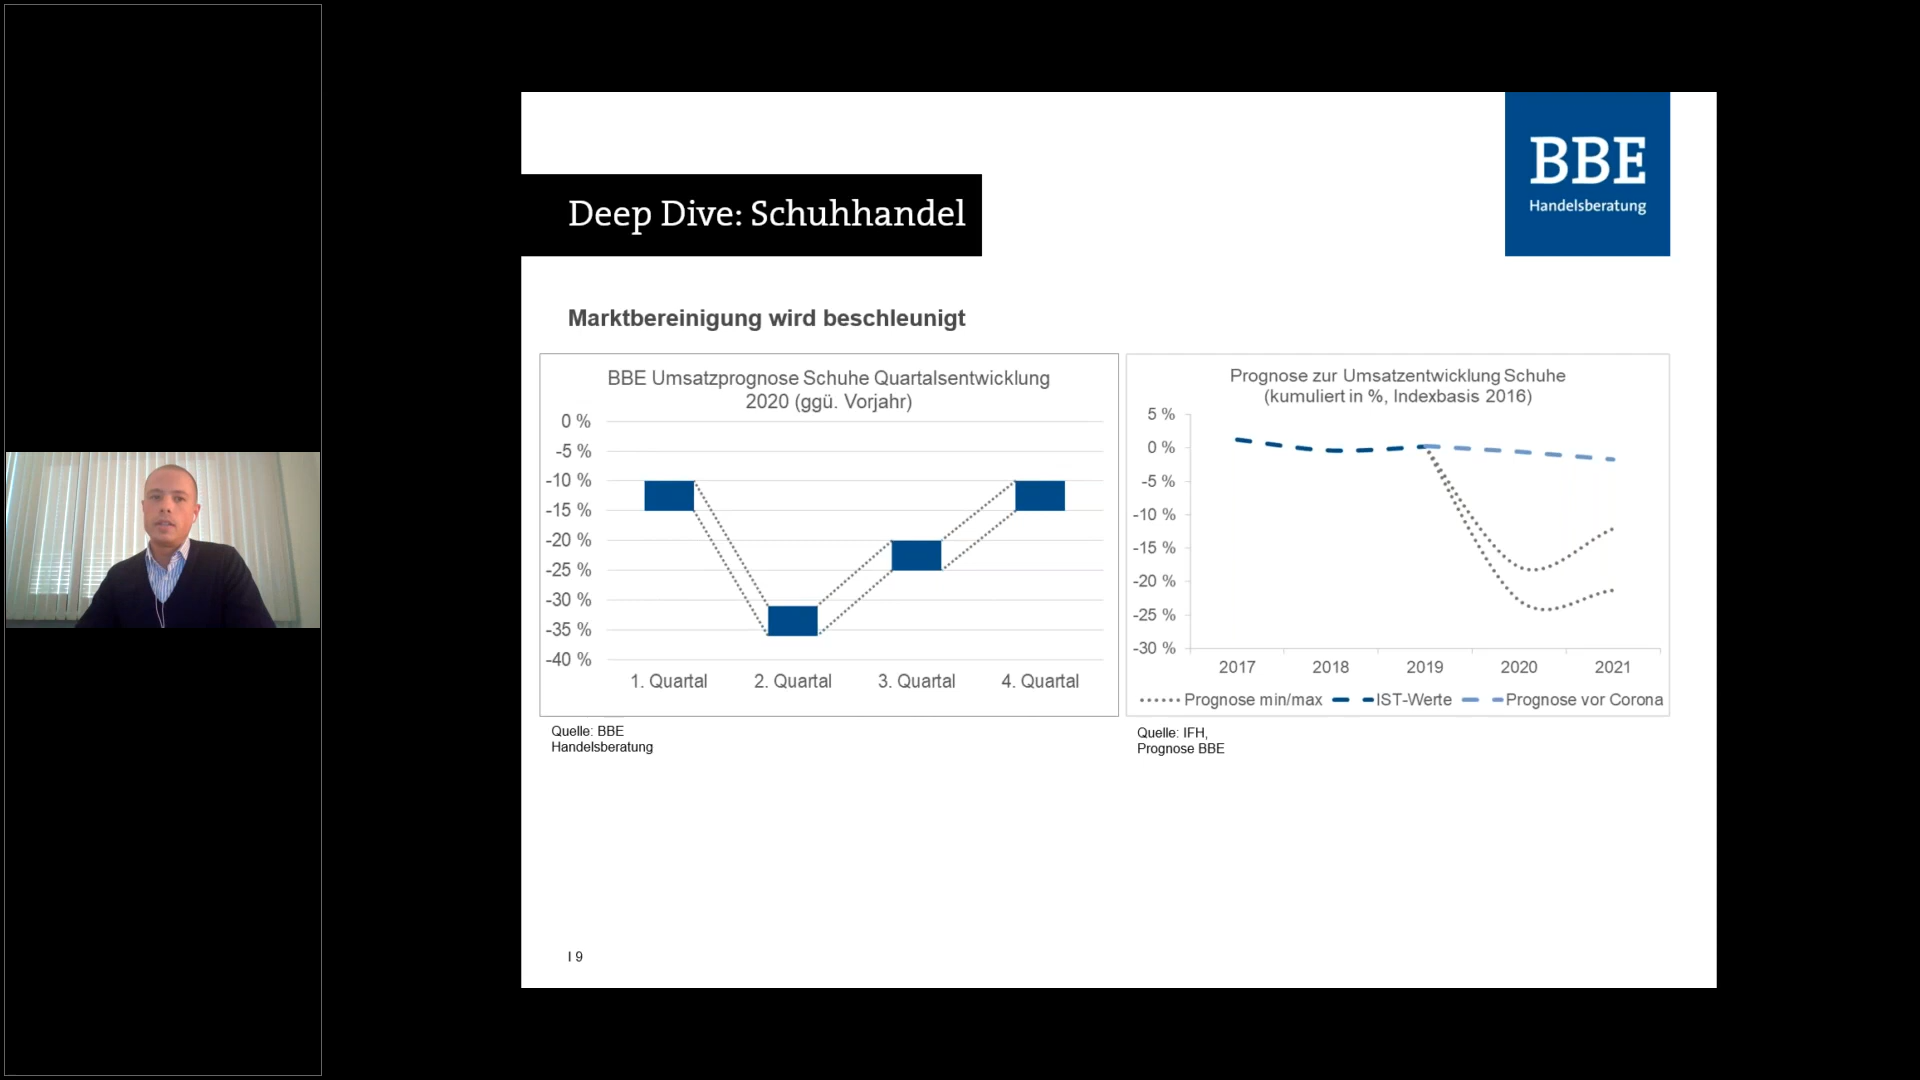 BBE
Handelsberatung
Deep Dive: Schuhhandel
Marktbereinigung wird beschleunigt
BBE Umsatzprognose Schuhe Quartalsentwicklung
2020 (ggü. Vorjahr)
0 %
-5 %
-10 %
-15 %
-20 %
-25 %
-30 %
-35 %
-40 %
1. Quartal 2. Quartal 3. Quartal 4. Quartal
Quelle: BBE
Handelsberatung
Prognose zur Umsatzentwicklung Schuhe
(kumuliert in %, Indexbasis 2016)
5 %
0 %
-5 %
-10 %
-15 %
-20 %
-25 %
-30 %
2017 2018 2019 2020 2021
Prognose min/max IST-Werte Prognose vor Corona
Quelle: IFH,
Prognose BBE
I 9